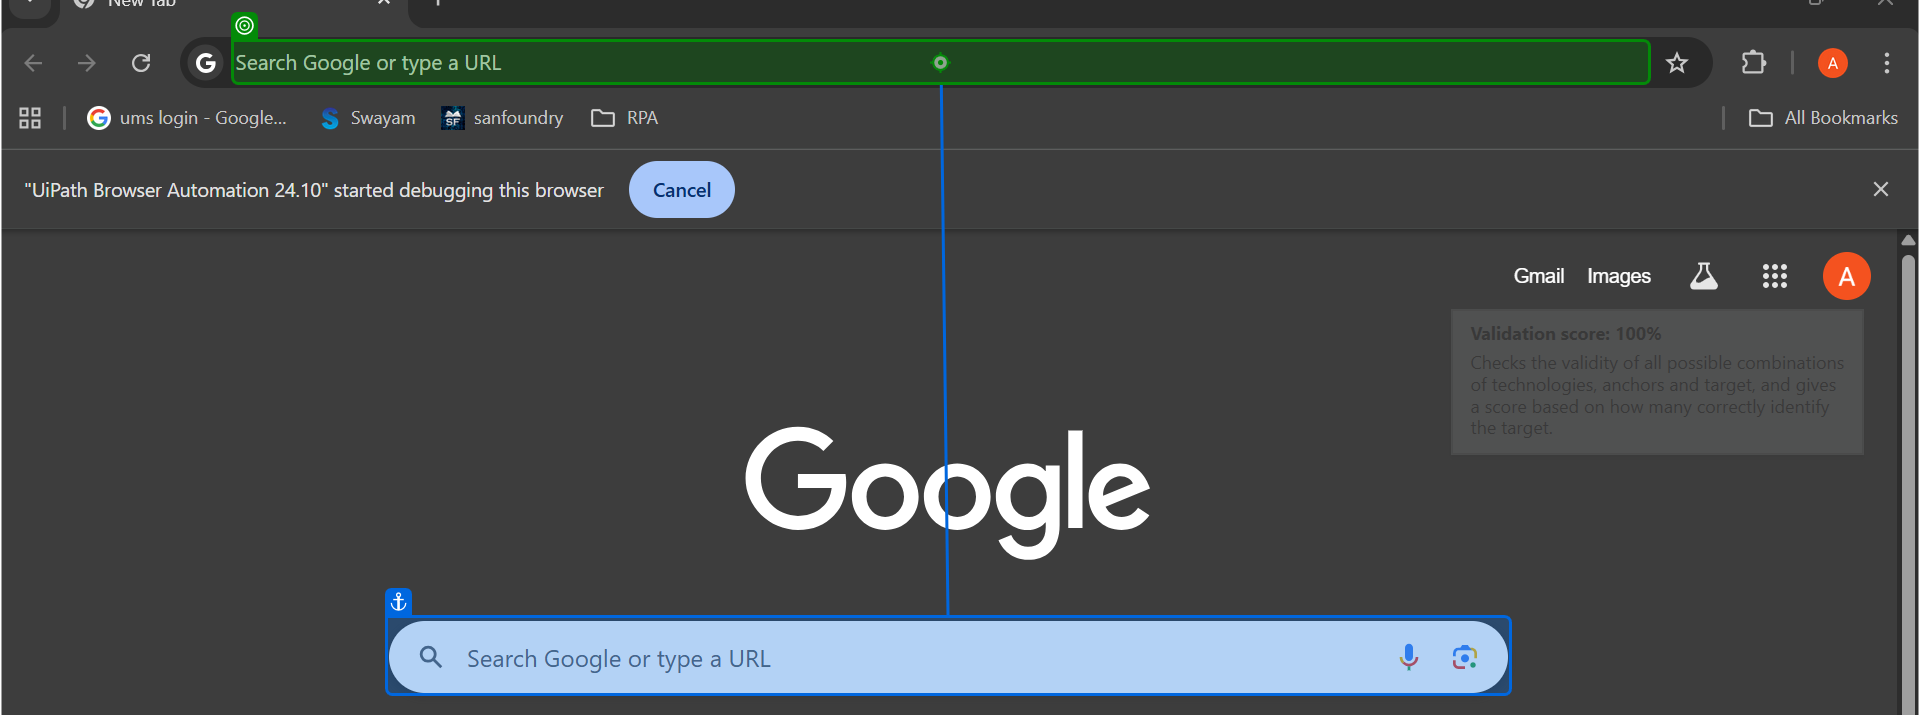 New Tab
Search Google or type a URL
A
ums login - Google...
Swayam
SF
sanfoundry
RPA
All Bookmarks
"UiPath Browser Automation 24.10" started debugging this browser
Cancel
Gmail
Images
A
Validation score: 100%
Checks the validity of all possible combinations
of technologies, anchors and target, and gives
a score based on how many correctly identify
the target.
Google
Search Google or type a URL